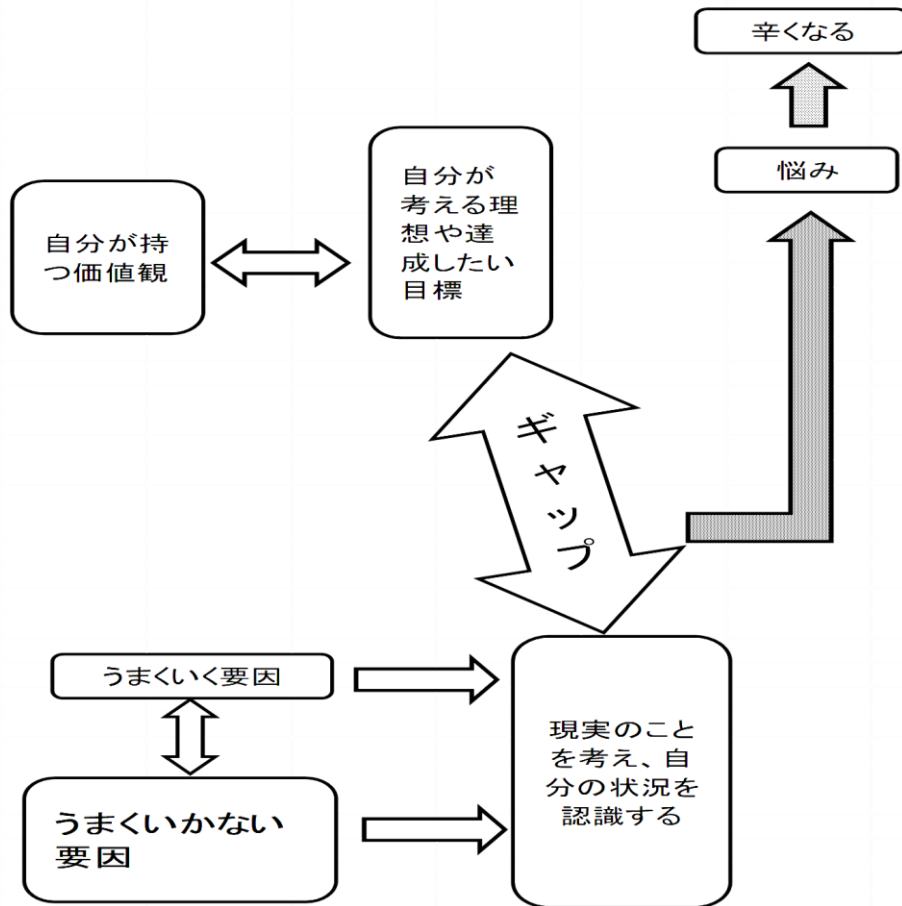 辛くなる
悩み
自分が
考える理
想や達
成したい
目標
自分が持
つ価値観
ギャップ
うまくいく要因
現実のこと
を考え、自
分の状況を
認識する
うまくいかない
要因